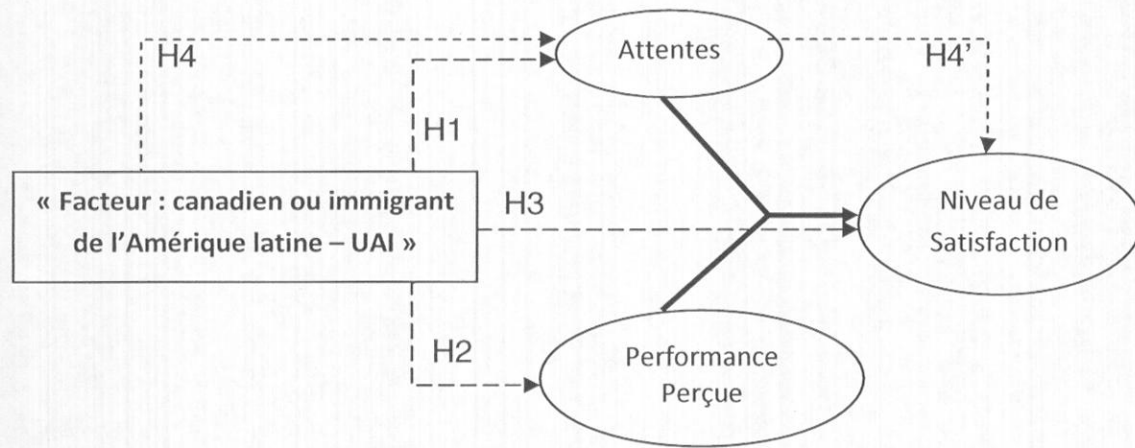 H4
Attentes
H4’
H1
« Facteur : canadien ou immigrant
de l’Amérique latine – UAI »
H3
Niveau de
Satisfaction
H2
Performance
Perçue